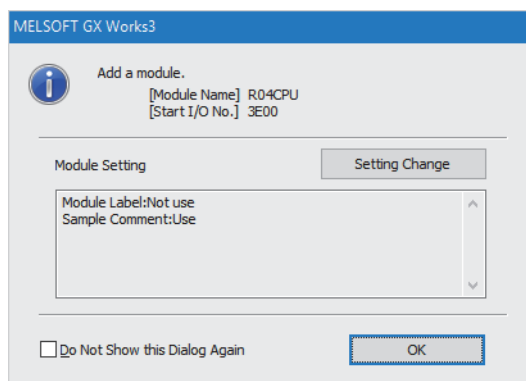 MELSOFT GX Works3
Add a module.
[Module Name] R04CPU
[Start I/O No.] 3E00
Module Setting
Setting Change
Module Label:Not use
Sample Comment:Use
Do Not Show this Dialog Again
OK